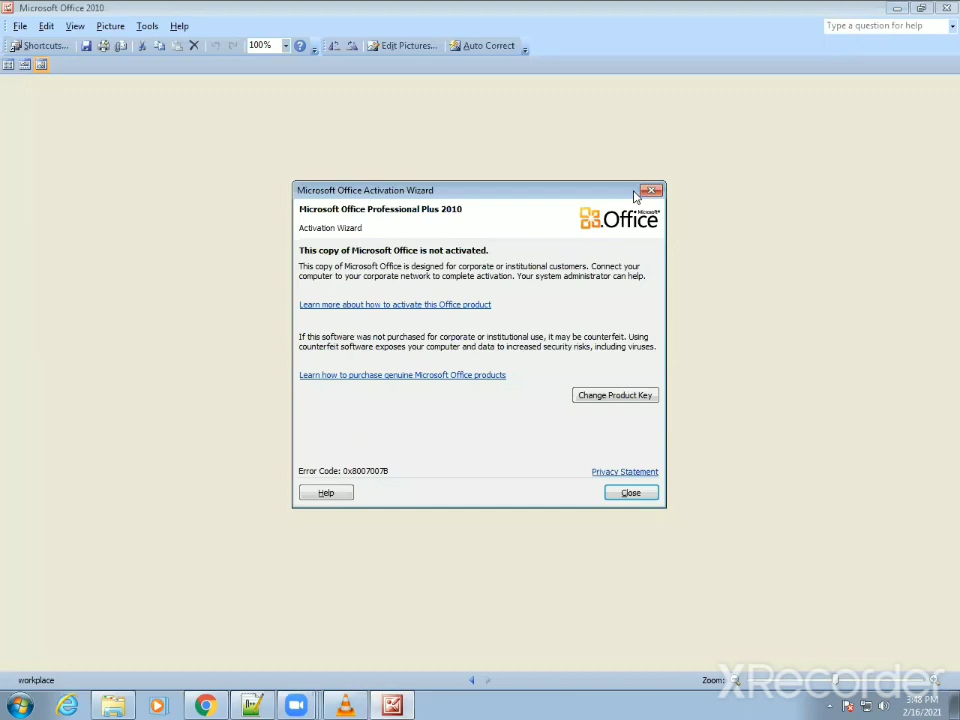 Microsoft Office 2010
File Edit View Picture Tools Help
Type a question for help
Shortcuts... 100% Edit Pictures... Auto Correct
Microsoft Office Activation Wizard
Microsoft Office Professional Plus 2010
Activation Wizard
Microsoft
Office
This copy of Microsoft Office is not activated.
This copy of Microsoft Office is designed for corporate or institutional customers. Connect your
computer to your corporate network to complete activation. Your system administrator can help.
Learn more about how to activate this Office product
If this software was not purchased for corporate or institutional use, it may be counterfeit. Using
counterfeit software exposes your computer and data to increased security risks, including viruses.
Learn how to purchase genuine Microsoft Office products
Change Product Key
Error Code: 0x8007007B
Privacy Statement
Help Close
workplace
Zoom:
XRecorder
3:48 PM
2/16/2021